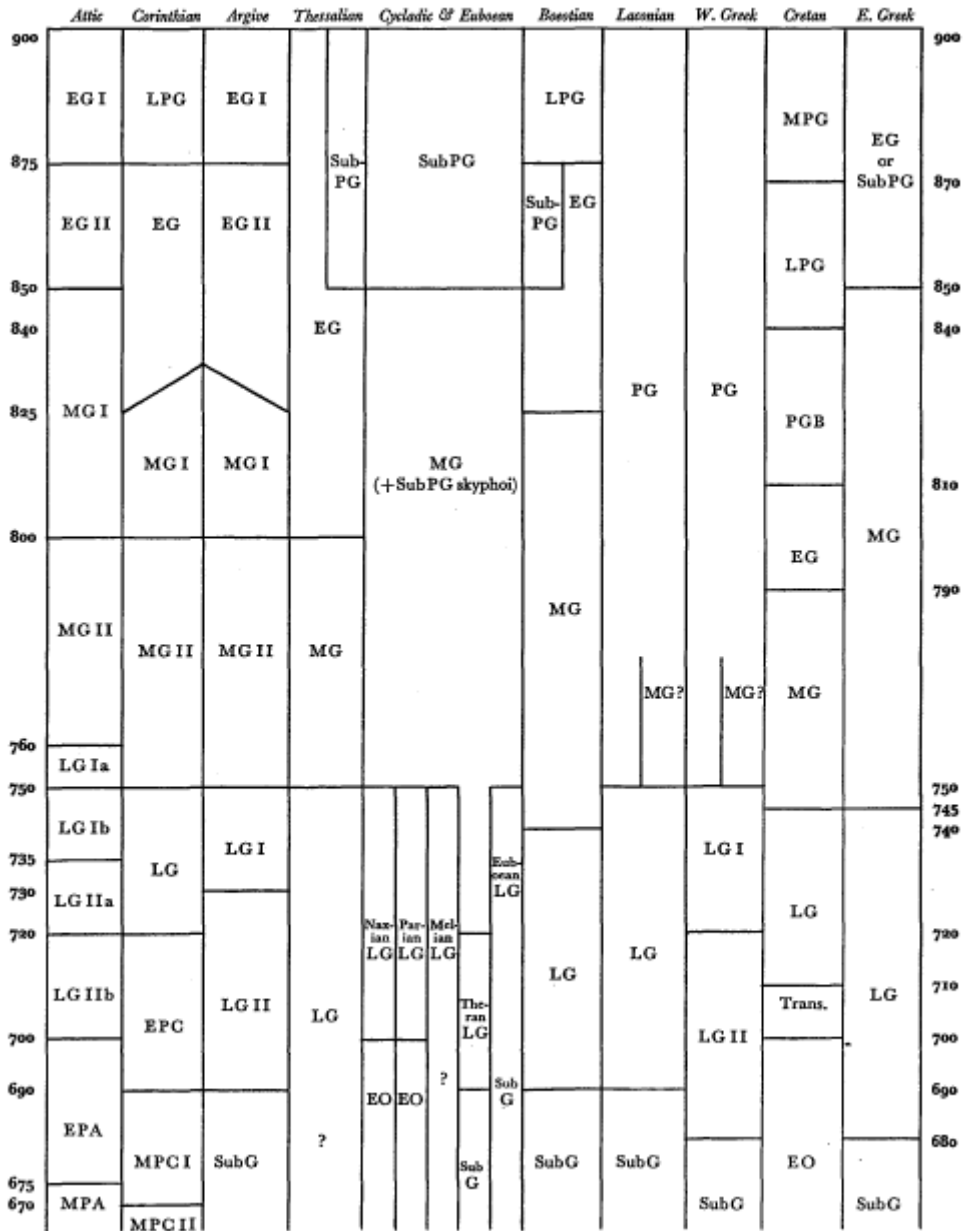 Attic Corinthian Argive Thessalion Cycladic & Euboean Boeotian Laconian W. Greek Cretan E. Greek
900 900
EG I LPG EG I LPG
MPG
EG
or
SubPG
875 Sub-
PG
SubPG
870
EG II EG EG II Sub-
PG
EG
LPG
850 850
840 EG 840
MG I PG PG
825
PGB
MG I MG I MG
(+SubPG skyphoi)
810
800 EG MG
790
MG II MG II MG II MG MG
MG? MG? MG
760
LG Ia
750 750
745
LG Ib 740
735 LG LG I LG I
730 Eub-
oean
LG
LG IIa LG
720 Nax-
ian
LG
Par-
ian
LG
Mel-
ian
LG
LG LG 720
LG IIb LG II LG The-
ran
LG
710
Trans. LG
700 EPC LG II 700
690 EO EO ? Sub
G
690
EPA ? 680
MPC I SubG Sub
G
SubG SubG EO
675
670 MPA SubG SubG
MPC II